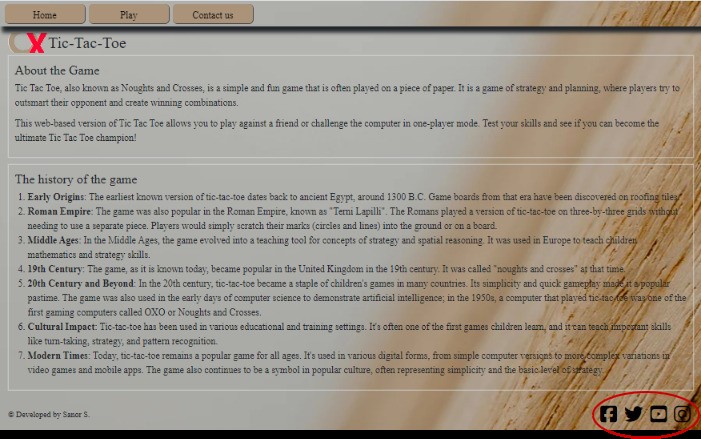 Home Play Contact us
OX Tic-Tac-Toe
About the Game
Tic Tac Toe, also known as Noughts and Crosses, is a simple and fun game that is often played on a piece of paper. It is a game of strategy and planning, where players try to
outsmart their opponent and create winning combinations.
This web-based version of Tic Tac Toe allows you to play against a friend or challenge the computer in one-player mode. Test your skills and see if you can become the
ultimate Tic Tac Toe champion!
The history of the game
1. Early Origins: The earliest known version of tic-tac-toe dates back to ancient Egypt, around 1300 B.C. Game boards from that era have been discovered on roofing tiles.
2. Roman Empire: The game was also popular in the Roman Empire, known as "Terni Lapilli". The Romans played a version of tic-tac-toe on three-by-three grids without
needing to use a separate piece. Players would simply scratch their marks (circles and lines) into the ground or on a board.
3. Middle Ages: In the Middle Ages, the game evolved into a teaching tool for concepts of strategy and spatial reasoning. It was used in Europe to teach children
mathematics and strategy skills.
4. 19th Century: The game, as it is known today, became popular in the United Kingdom in the 19th century. It was called "noughts and crosses" at that time.
5. 20th Century and Beyond: In the 20th century, tic-tac-toe became a staple of children's games in many countries. Its simplicity and quick gameplay made it a popular
pastime. The game was also used in the early days of computer science to demonstrate artificial intelligence; in the 1950s, a computer that played tic-tac-toe was one of the
first gaming computers called OXO or Noughts and Crosses.
6. Cultural Impact: Tic-tac-toe has been used in various educational and training settings. It's often one of the first games children learn, and it can teach important skills
like turn-taking, strategy, and pattern recognition.
7. Modern Times: Today, tic-tac-toe remains a popular game for all ages. It's used in various digital forms, from simple computer versions to more complex variations in
video games and mobile apps. The game also continues to be a symbol in popular culture, often representing simplicity and the basic level of strategy.
© Developed by Sanor S.